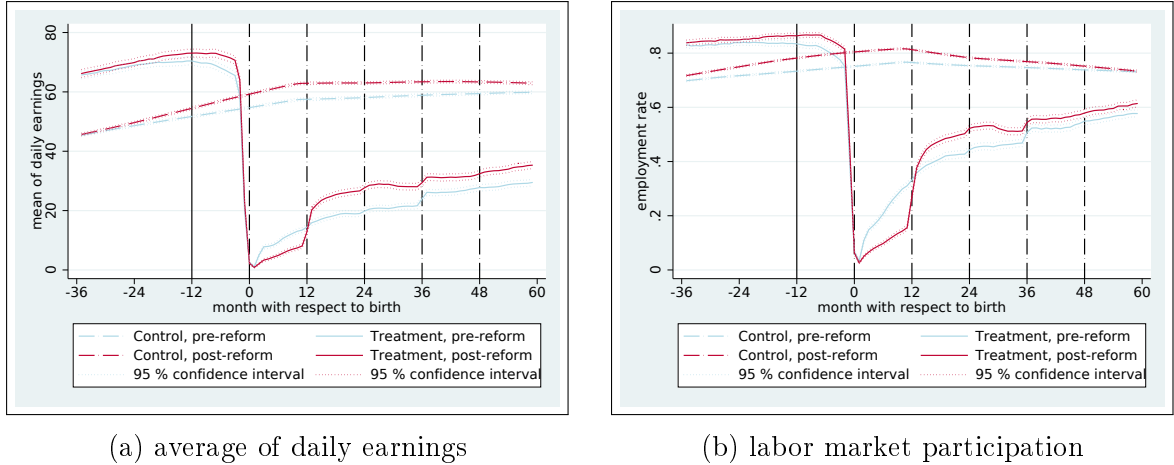 mean of daily earnings
80
60
40
20
0
-36 -24 -12 0 12 24 36 48 60
month with respect to birth
Control, pre-reform Treatment, pre-reform
Control, post-reform Treatment, post-reform
95 % confidence interval 95 % confidence interval
(a) average of daily earnings
employment rate
.8
.6
.4
.2
0
-36 -24 -12 0 12 24 36 48 60
month with respect to birth
Control, pre-reform Treatment, pre-reform
Control, post-reform Treatment, post-reform
95 % confidence interval 95 % confidence interval
(b) labor market participation